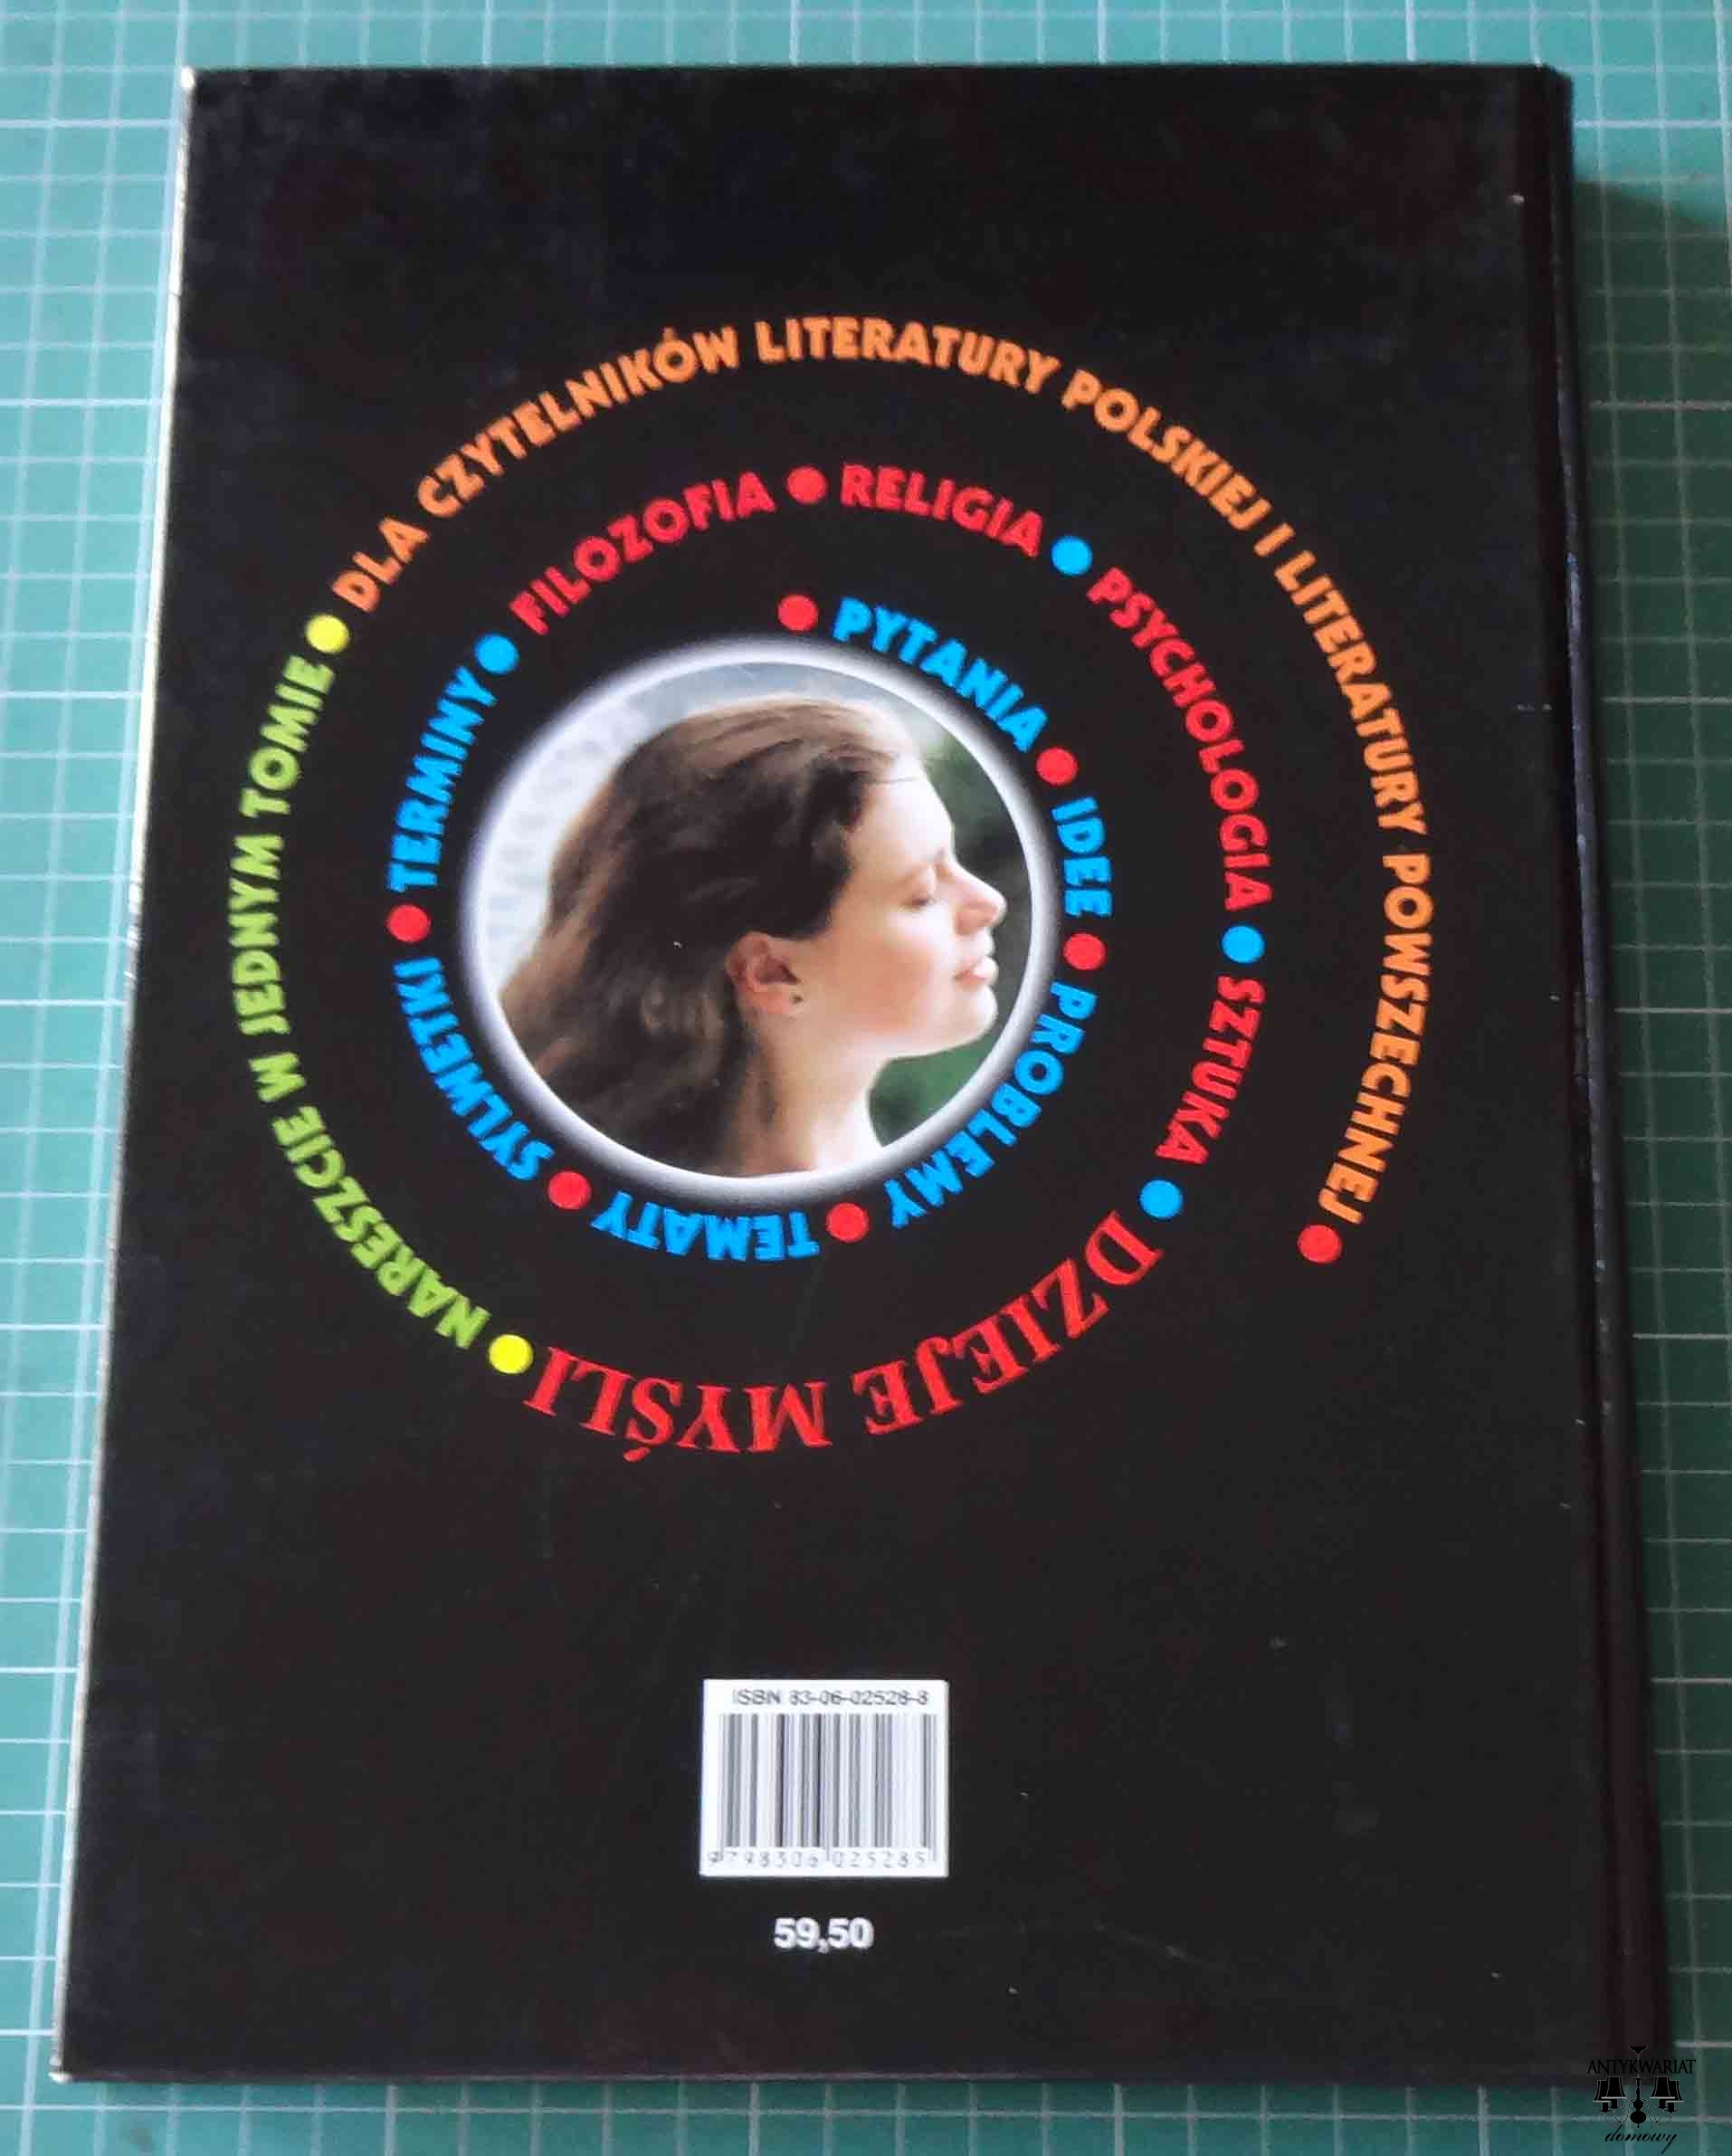 ● PYTANIA ● IDEE ● PROBLEMY ● TEMATY ● SYLWETKI ● TERMINY ● FILOZOFIA ● RELIGIA ● PSYCHOLOGIA ● SZTUKA ● DZIEJE MYŚLI ● NARESZCIE W JEDNYM TOMIE ● DLA CZYTELNIKÓW LITERATURY POLSKIEJ I LITERATURY POWSZECHNEJ ●
ISBN 83-06-02528-8
9 798306 025285
59,50
ANTYKWARIAT
domowy